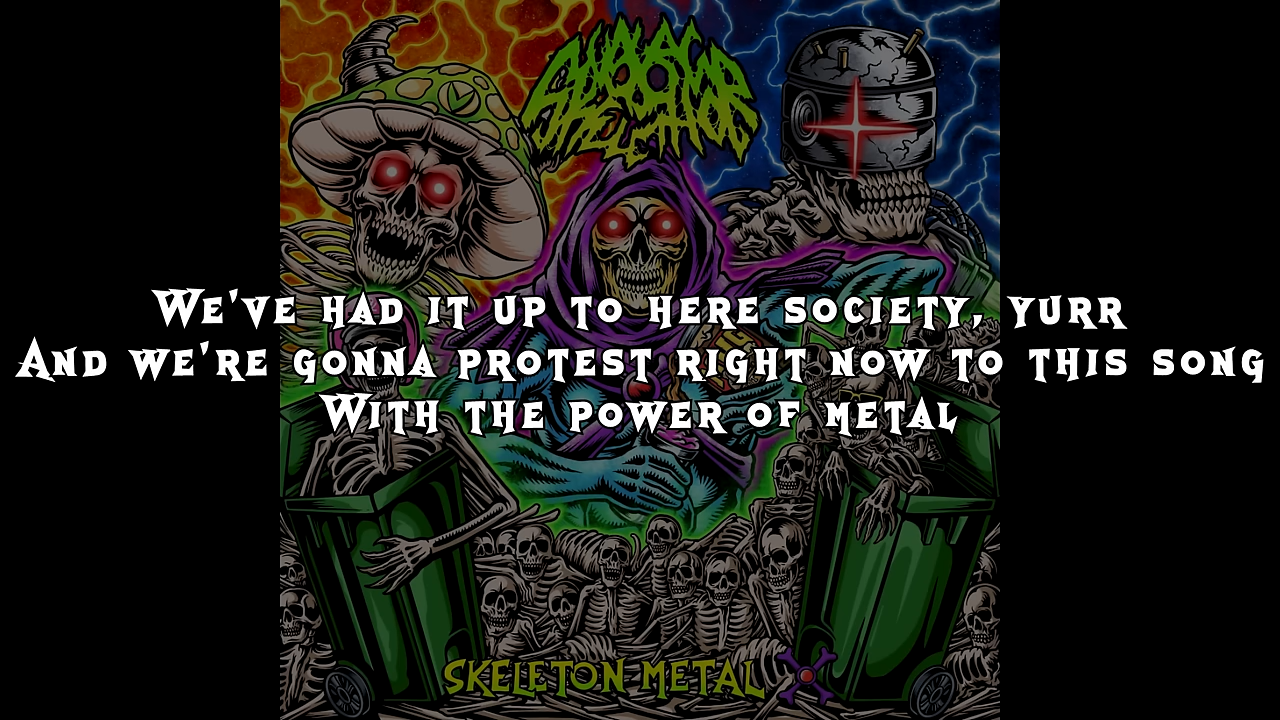 We've had it up to here society, yurr
And we're gonna protest right now to this song
With the power of metal
Skeleton Metal